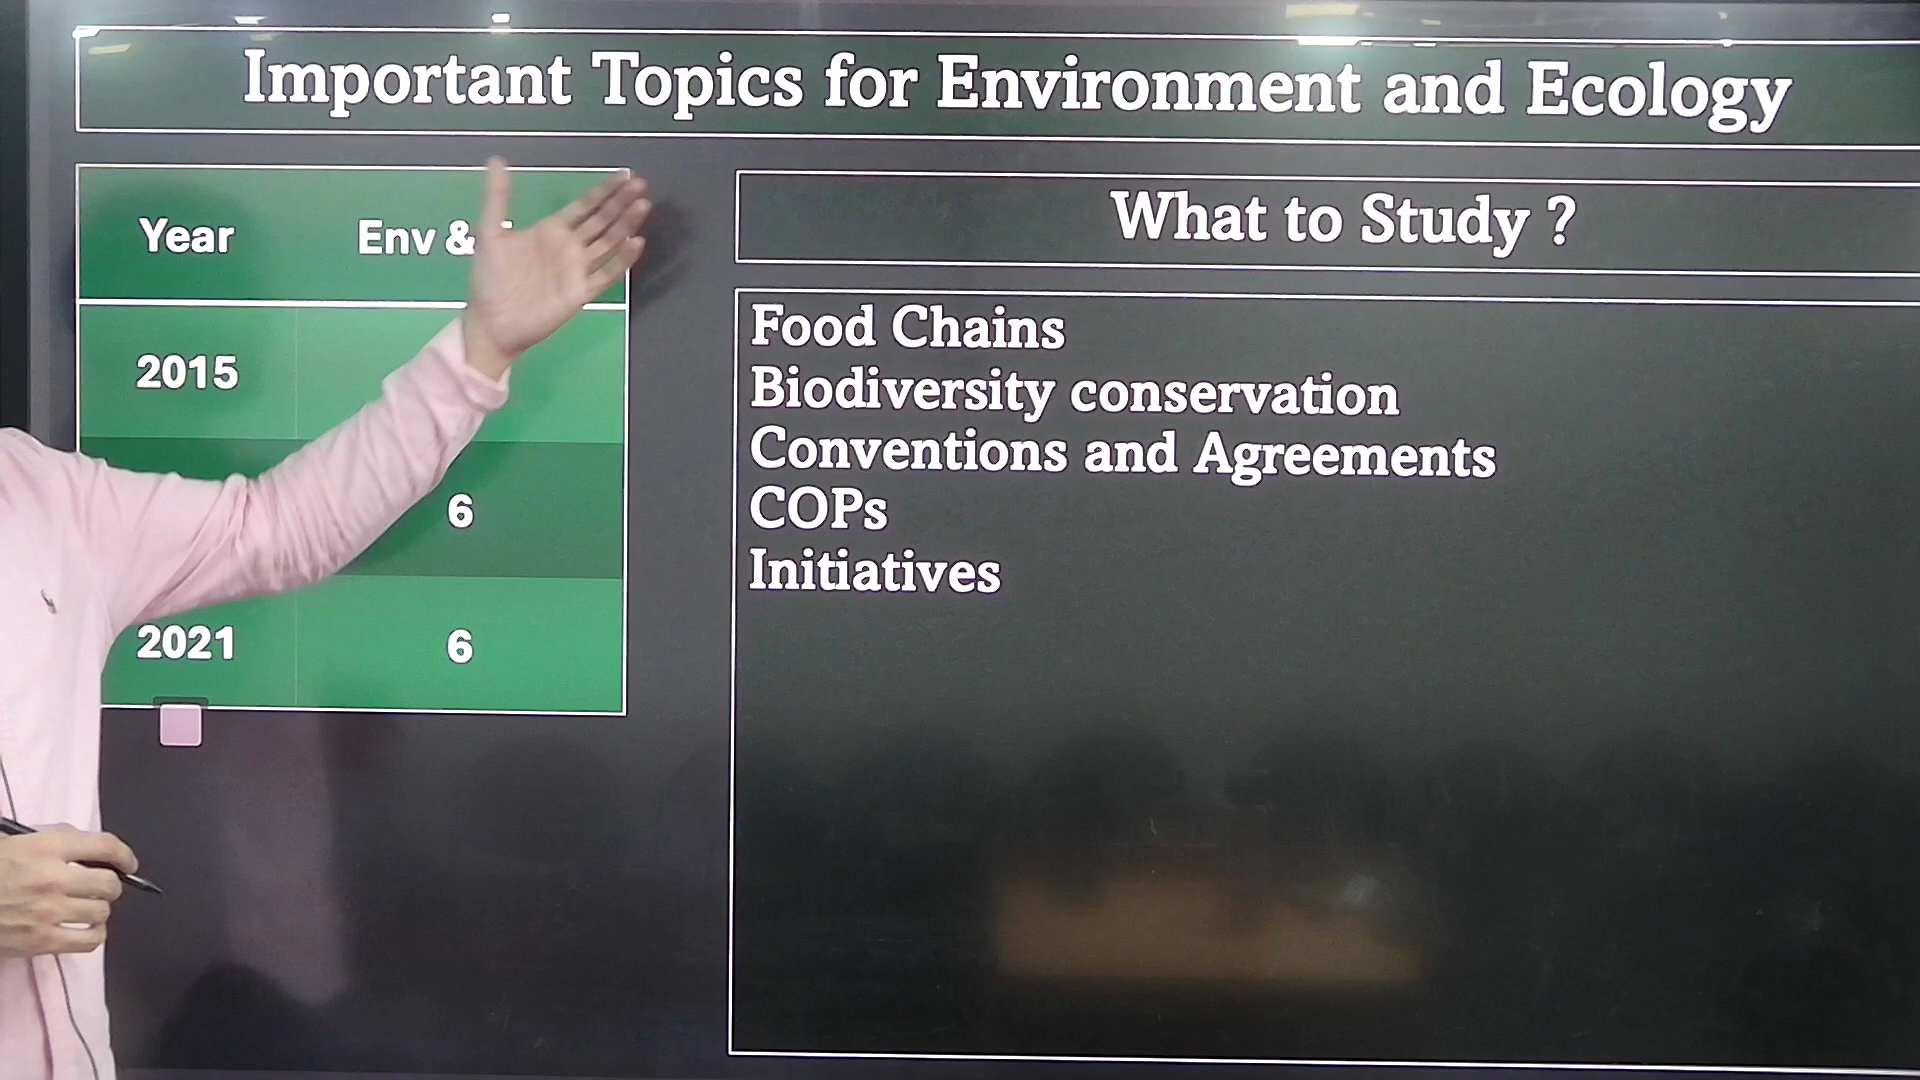 Important Topics for Environment and Ecology
Year Env &
2015
6
2021 6
What to Study ?
Food Chains
Biodiversity conservation
Conventions and Agreements
COPs
Initiatives